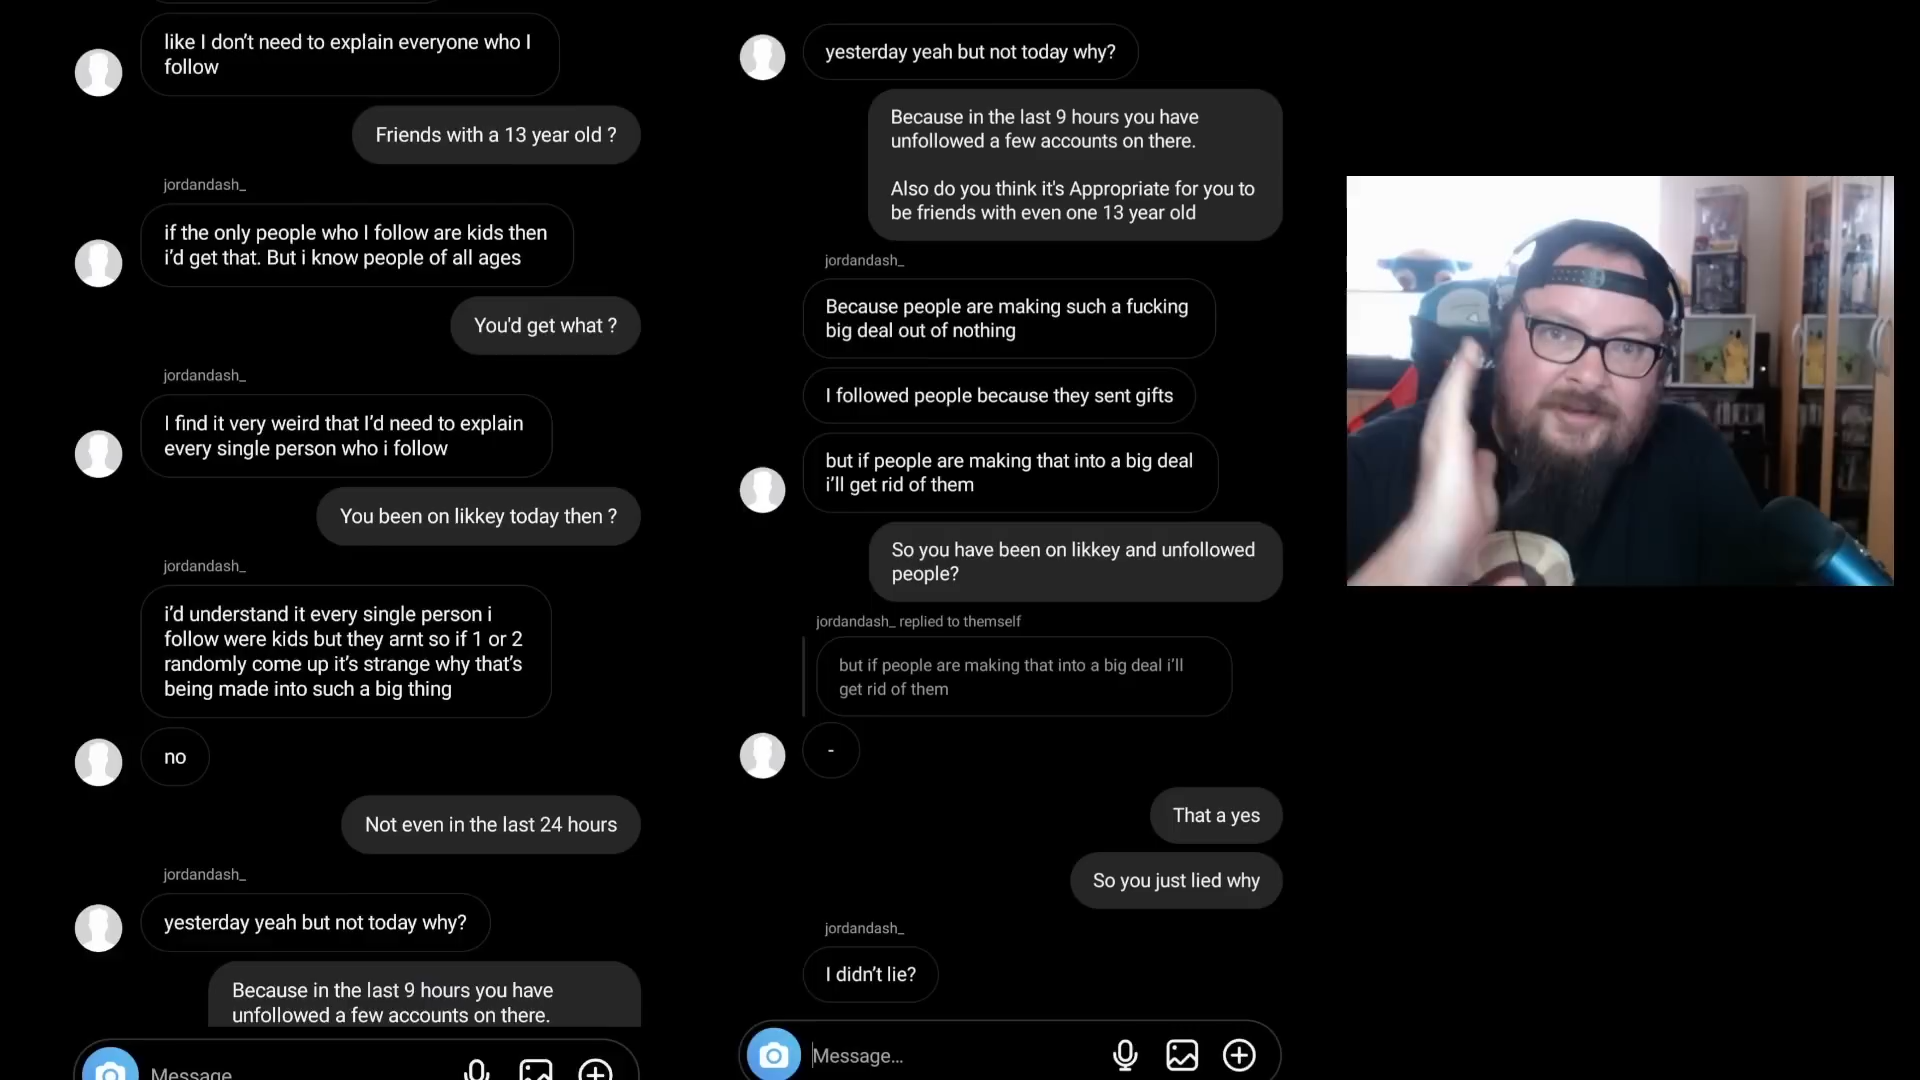 like I don't need to explain everyone who I
follow
Friends with a 13 year old ?
jordandash_
if the only people who I follow are kids then
i'd get that. But i know people of all ages
You'd get what ?
jordandash_
I find it very weird that I'd need to explain
every single person who i follow
You been on likkey today then ?
jordandash_
i'd understand it every single person i
follow were kids but they arnt so if 1 or 2
randomly come up it's strange why that's
being made into such a big thing
no
Not even in the last 24 hours
jordandash_
yesterday yeah but not today why?
Because in the last 9 hours you have
unfollowed a few accounts on there.
Message
yesterday yeah but not today why?
Because in the last 9 hours you have
unfollowed a few accounts on there.
Also do you think it's Appropriate for you to
be friends with even one 13 year old
jordandash_
Because people are making such a fucking
big deal out of nothing
I followed people because they sent gifts
but if people are making that into a big deal
i'll get rid of them
So you have been on likkey and unfollowed
people?
jordandash_ replied to themself
but if people are making that into a big deal i'll
get rid of them
-
That a yes
So you just lied why
jordandash_
I didn't lie?
Message...